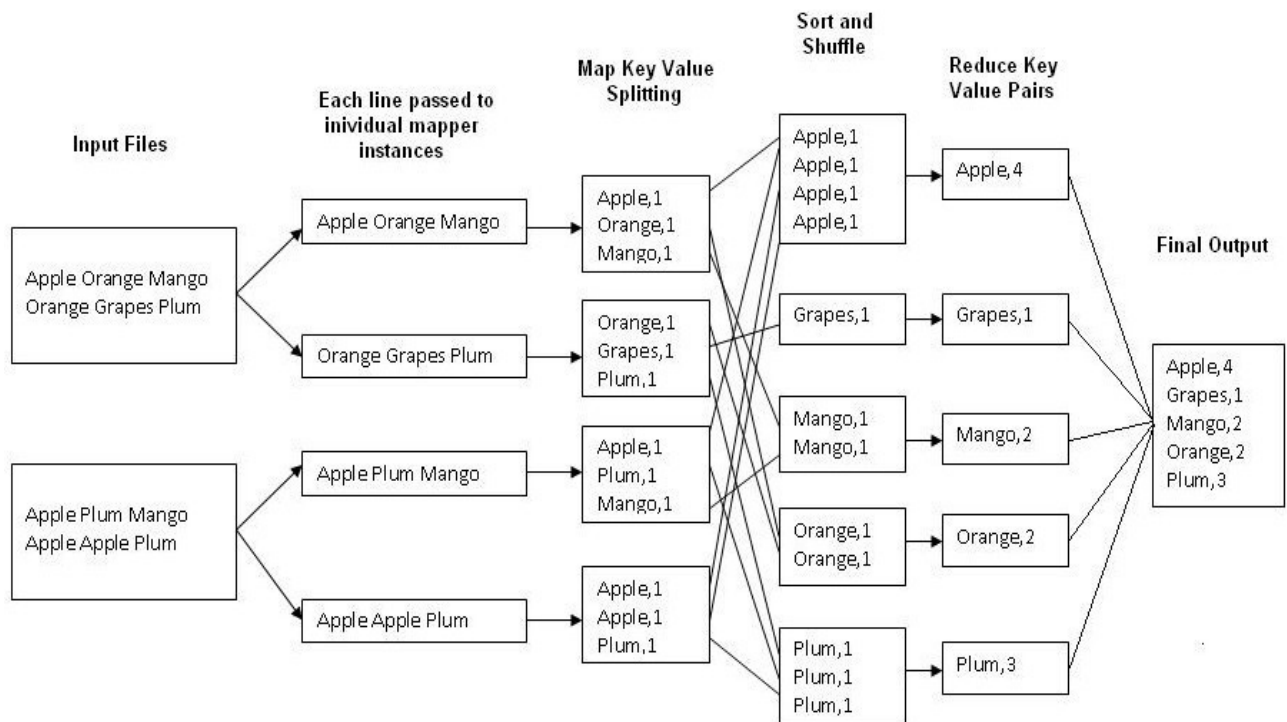 Input Files
Apple Orange Mango
Orange Grapes Plum
Apple Plum Mango
Apple Apple Plum
Each line passed to
inividual mapper
instances
Apple Orange Mango
Orange Grapes Plum
Apple Plum Mango
Apple Apple Plum
Map Key Value
Splitting
Apple,1
Orange,1
Mango,1
Orange,1
Grapes,1
Plum,1
Apple,1
Plum,1
Mango,1
Apple,1
Apple,1
Plum,1
Sort and
Shuffle
Apple,1
Apple,1
Apple,1
Apple,1
Grapes,1
Mango,1
Mango,1
Orange,1
Orange,1
Plum,1
Plum,1
Plum,1
Reduce Key
Value Pairs
Apple,4
Grapes,1
Mango,2
Orange,2
Plum,3
Final Output
Apple,4
Grapes,1
Mango,2
Orange,2
Plum,3